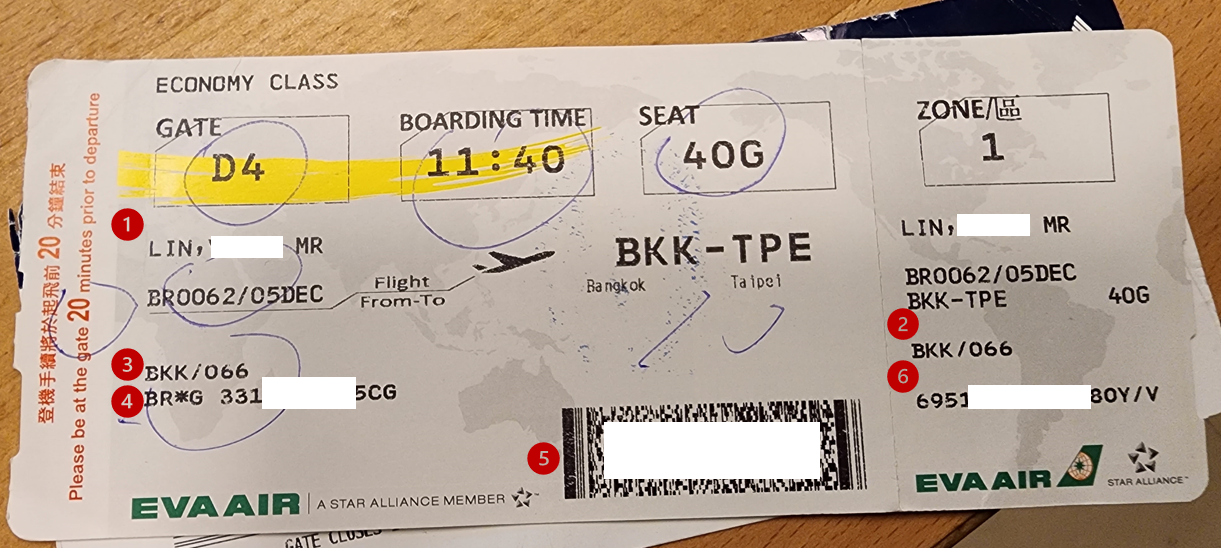 ECONOMY CLASS
GATE
D4
BOARDING TIME
11:40
SEAT
40G
ZONE/區
1
1
LIN, MR
BR0062/05DEC
Flight
From-To
BKK-TPE
Bangkok Taipei
3
BKK/066
4
BR*G 331 5CG
5
EVA AIR
A STAR ALLIANCE MEMBER
LIN, MR
BR0062/05DEC
BKK-TPE 40G
2
BKK/066
6
6951 80Y/V
EVA AIR
STAR ALLIANCE
登機手續將於起飛前 20 分鐘結束
Please be at the gate 20 minutes prior to departure
GATE CLOSES